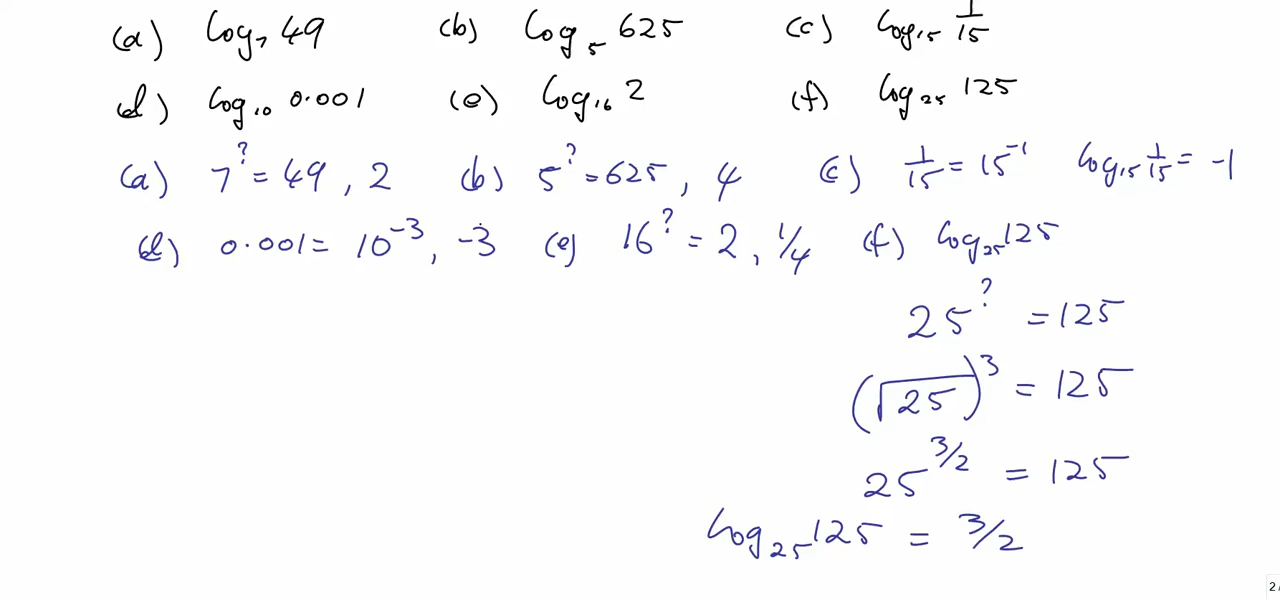 (a) log₇ 49 (b) log₅ 625 (c) log₁₅ 1/15
(d) log₁₀ 0.001 (e) log₁₆ 2 (f) log₂₅ 125
(a) 7^? = 49 , 2 (b) 5^? = 625 , 4 (c) 1/15 = 15⁻¹ log₁₅ 1/15 = -1
(d) 0.001 = 10⁻³ , -3 (e) 16^? = 2 , 1/4 (f) log₂₅ 125
25^? = 125
(√25)³ = 125
25^(3/2) = 125
log₂₅ 125 = 3/2